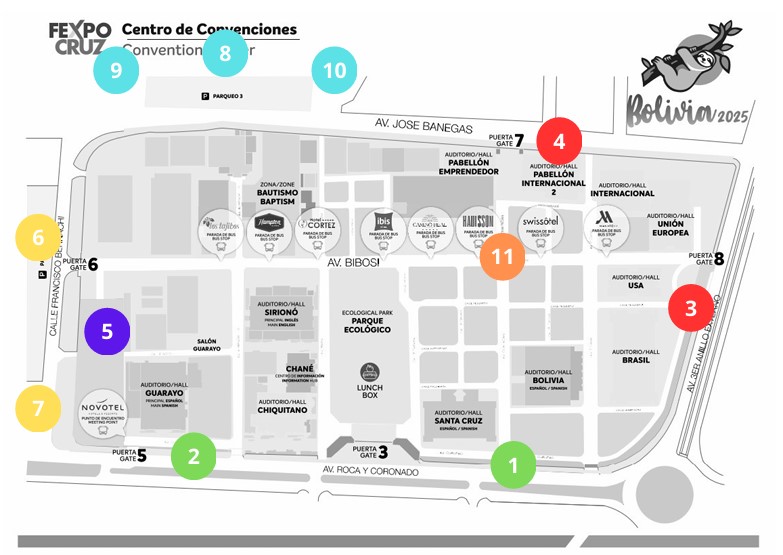 FEXPO
CRUZ
Centro de Convenciones
Convention
8
9
10
P PARQUEO 3
Bolivia 2025
AV. JOSE BANEGAS
PUERTA
GATE 7
4
AUDITORIO/HALL
PABELLÓN
EMPRENDEDOR
AUDITORIO/HALL
PABELLÓN
INTERNACIONAL
2
AUDITORIO/HALL
INTERNACIONAL
ZONA/ZONE
BAUTISMO
BAPTISM
los tajibos
PARADA DE BUS
BUS STOP
Hampton
PARADA DE BUS
BUS STOP
CORTEZ
PARADA DE BUS
BUS STOP
ibis
PARADA DE BUS
BUS STOP
CAMINO REAL
PARADA DE BUS
BUS STOP
RADISSON
PARADA DE BUS
BUS STOP
swissôtel
PARADA DE BUS
BUS STOP
MARRIOTT
PARADA DE BUS
BUS STOP
AUDITORIO/HALL
UNIÓN
EUROPEA
6
P
CALLE FRANCISCO
PUERTA
GATE 6
AV. BIBOSI
11
PUERTA
GATE 8
AUDITORIO/HALL
USA
3
AV. 3ER ANILLO
5
SALÓN
GUARAYO
AUDITORIO/HALL
SIRIONÓ
PRINCIPAL INGLÉS
MAIN ENGLISH
ECOLOGICAL PARK
PARQUE
ECOLÓGICO
AUDITORIO/HALL
BRASIL
CHANÉ
CENTRO DE INFORMACIÓN
INFORMATION HUB
LUNCH
BOX
AUDITORIO/HALL
BOLIVIA
ESPAÑOL / SPANISH
7
NOVOTEL
PUNTO DE ENCUENTRO
MEETING POINT
AUDITORIO/HALL
GUARAYO
PRINCIPAL ESPAÑOL
MAIN SPANISH
AUDITORIO/HALL
CHIQUITANO
AUDITORIO/HALL
SANTA CRUZ
ESPAÑOL / SPANISH
PUERTA
GATE 5
2
PUERTA
GATE 3
1
AV. ROCA Y CORONADO